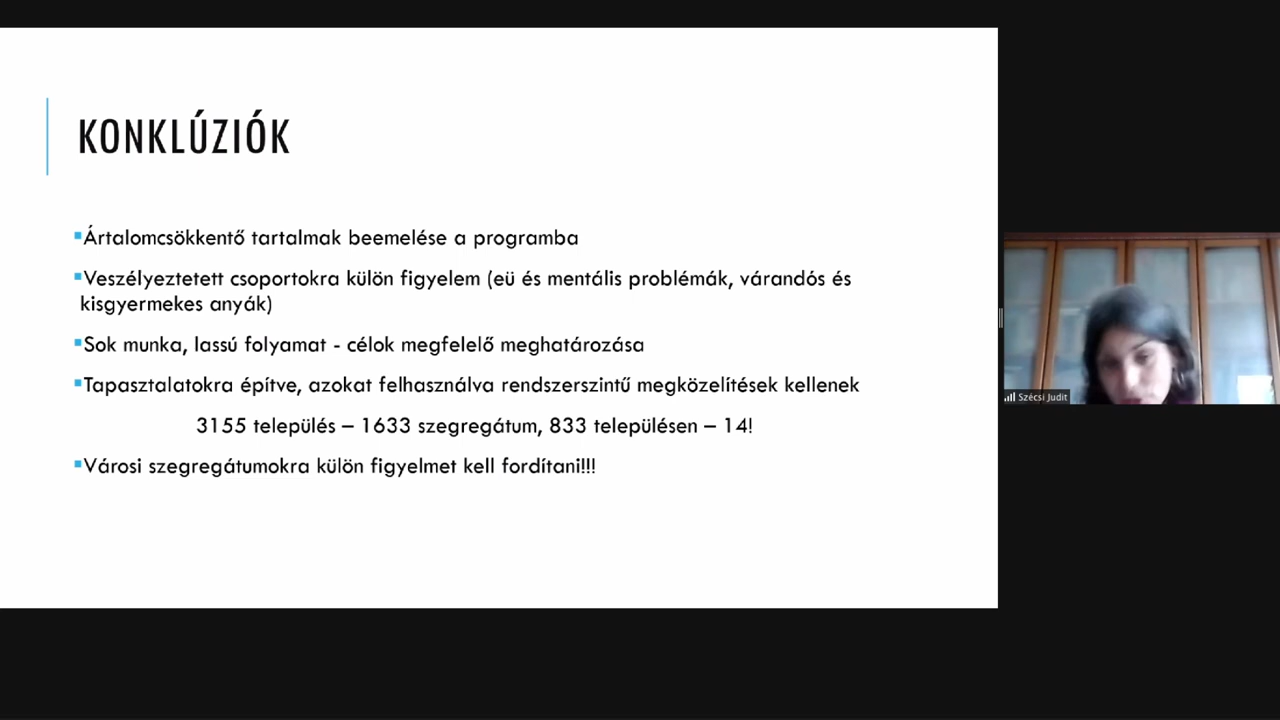 KONKLÚZIÓK
Ártalomcsökkentő tartalmak beemelése a programba
Veszélyeztetett csoportokra külön figyelem (eü és mentális problémák, várandós és
kisgyermekes anyák)
Sok munka, lassú folyamat - célok megfelelő meghatározása
Tapasztalatokra építve, azokat felhasználva rendszerszintű megközelítések kellenek
3155 település – 1633 szegregátum, 833 településen – 14!
Városi szegregátumokra külön figyelmet kell fordítani!!!
Szécsi Judit